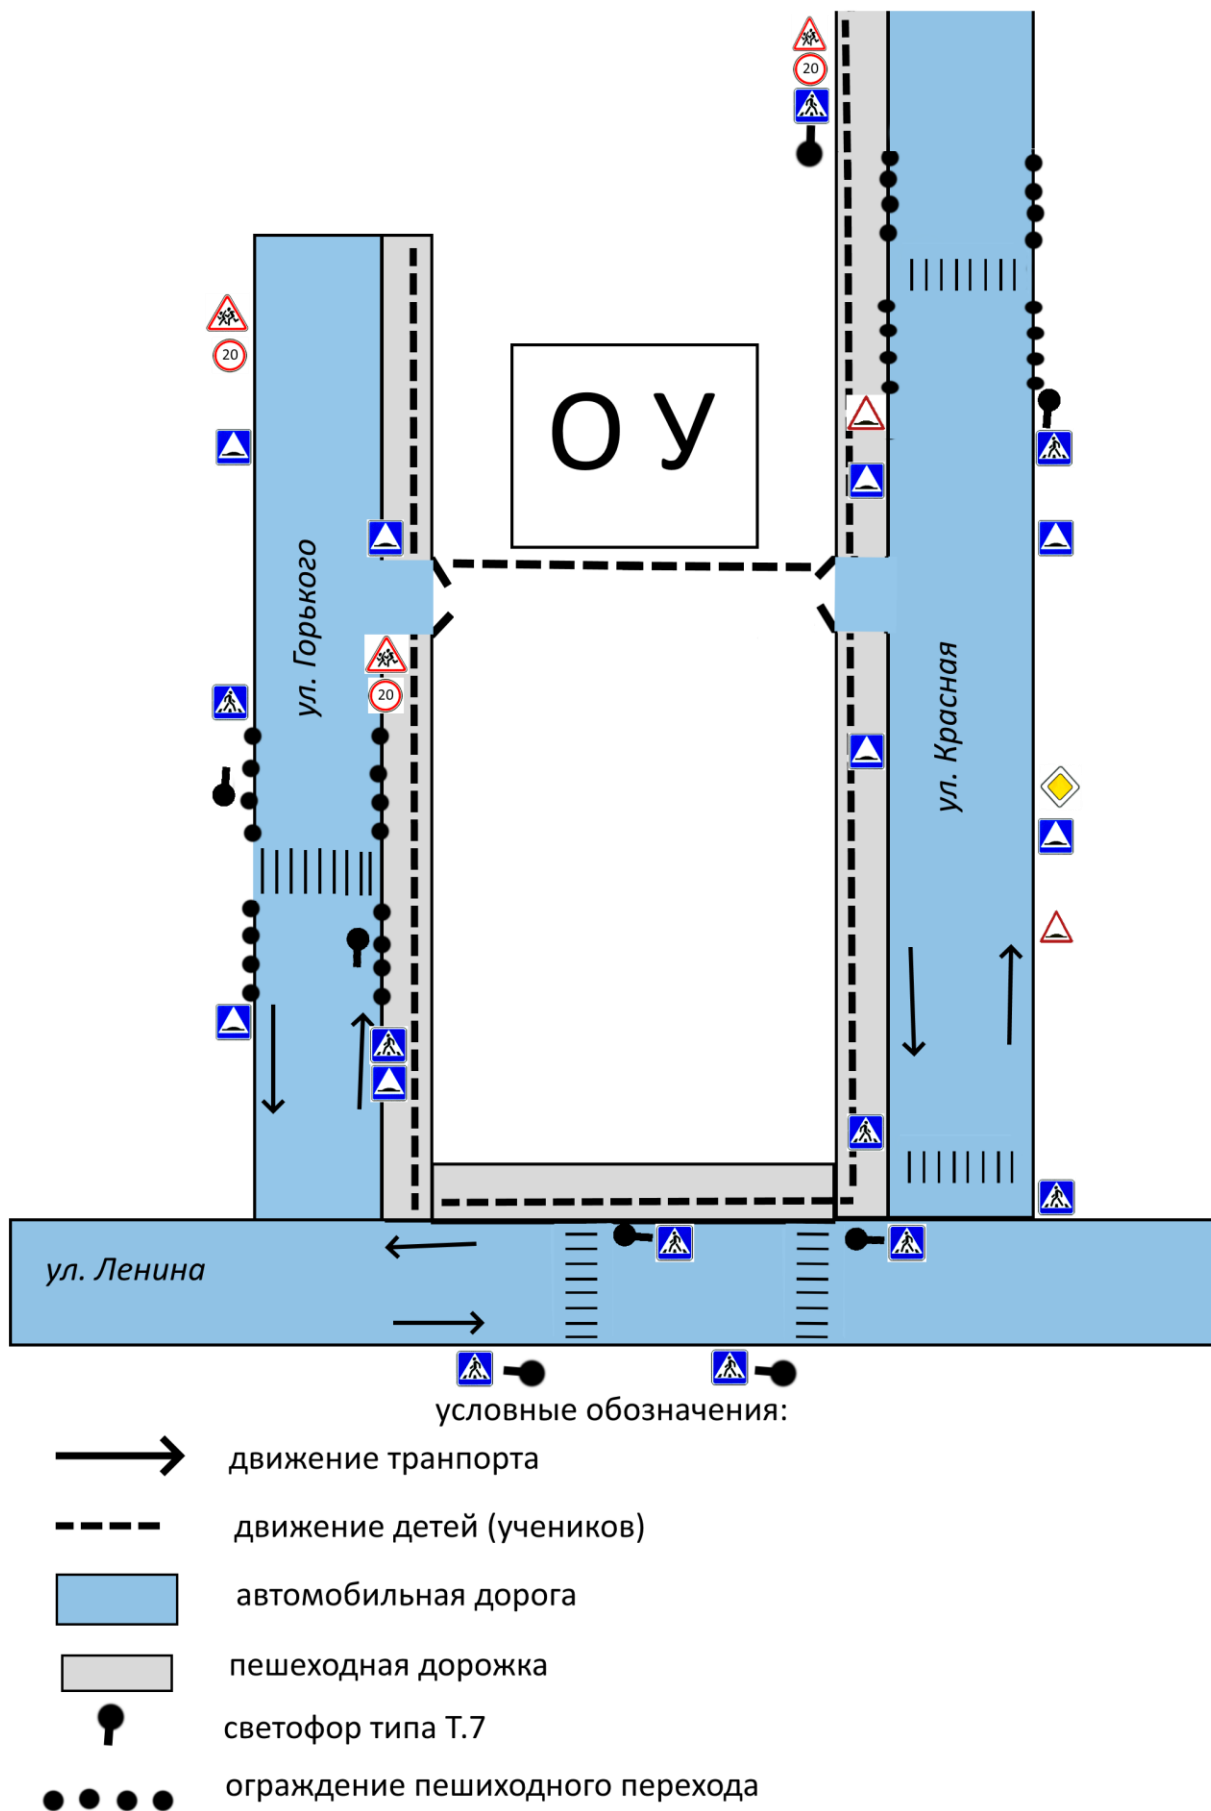 20
20
О У
ул. Горького
20
ул. Красная
ул. Ленина
условные обозначения:
движение транпорта
движение детей (учеников)
автомобильная дорога
пешеходная дорожка
светофор типа Т.7
ограждение пешиходного перехода